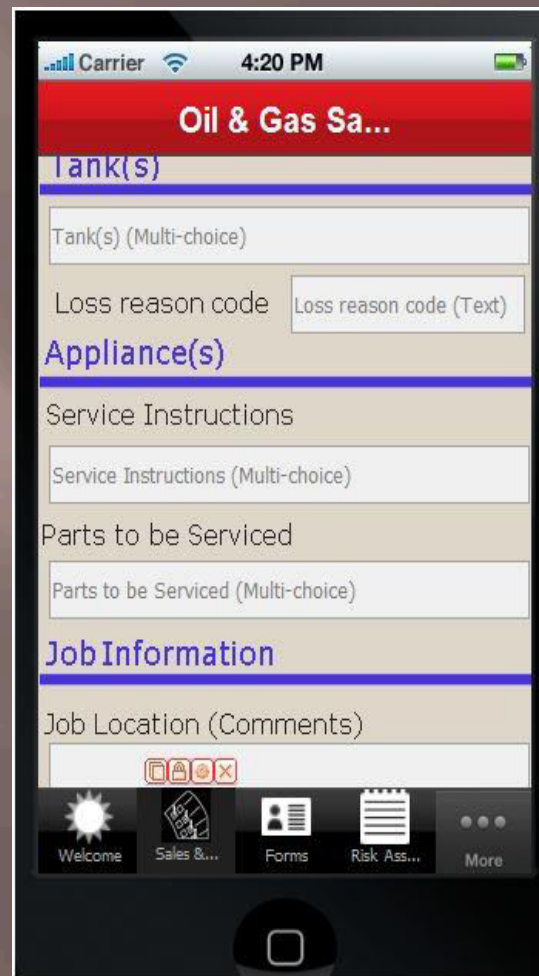 Carrier 4:20 PM
Oil & Gas Sa...
Tank(s)
Tank(s) (Multi-choice)
Loss reason code Loss reason code (Text)
Appliance(s)
Service Instructions
Service Instructions (Multi-choice)
Parts to be Serviced
Parts to be Serviced (Multi-choice)
Job Information
Job Location (Comments)
Welcome Sales &... Forms Risk Ass... More